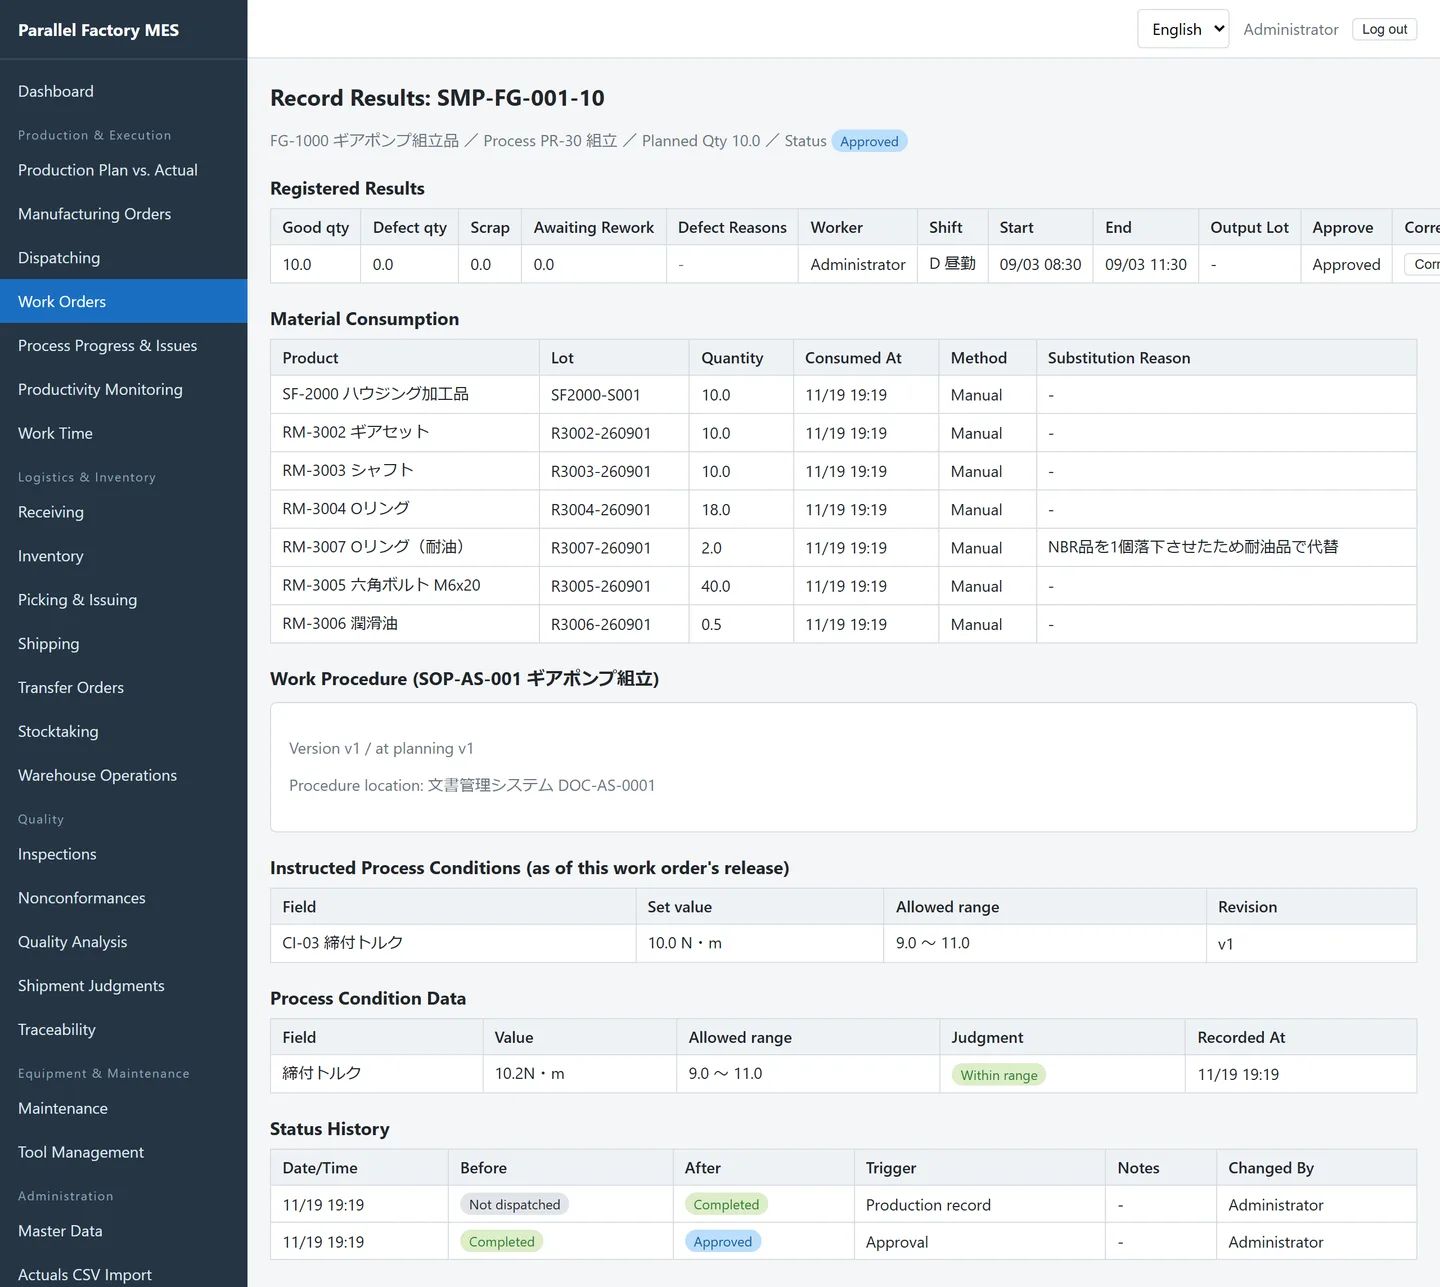 Parallel Factory MES
English
Administrator
Log out
Dashboard
Production & Execution
Production Plan vs. Actual
Manufacturing Orders
Dispatching
Work Orders
Process Progress & Issues
Productivity Monitoring
Work Time
Logistics & Inventory
Receiving
Inventory
Picking & Issuing
Shipping
Transfer Orders
Stocktaking
Warehouse Operations
Quality
Inspections
Nonconformances
Quality Analysis
Shipment Judgments
Traceability
Equipment & Maintenance
Maintenance
Tool Management
Administration
Master Data
Actuals CSV Import
Record Results: SMP-FG-001-10
FG-1000 ギアポンプ組立品 ／ Process PR-30 組立 ／ Planned Qty 10.0 ／ Status Approved
Registered Results
Good qty Defect qty Scrap Awaiting Rework Defect Reasons Worker Shift Start End Output Lot Approve Corre
10.0 0.0 0.0 0.0 - Administrator D 昼勤 09/03 08:30 09/03 11:30 - Approved Corr
Material Consumption
Product Lot Quantity Consumed At Method Substitution Reason
SF-2000 ハウジング加工品 SF2000-S001 10.0 11/19 19:19 Manual -
RM-3002 ギアセット R3002-260901 10.0 11/19 19:19 Manual -
RM-3003 シャフト R3003-260901 10.0 11/19 19:19 Manual -
RM-3004 Oリング R3004-260901 18.0 11/19 19:19 Manual -
RM-3007 Oリング（耐油） R3007-260901 2.0 11/19 19:19 Manual NBR品を1個落下させたため耐油品で代替
RM-3005 六角ボルト M6x20 R3005-260901 40.0 11/19 19:19 Manual -
RM-3006 潤滑油 R3006-260901 0.5 11/19 19:19 Manual -
Work Procedure (SOP-AS-001 ギアポンプ組立)
Version v1 / at planning v1
Procedure location: 文書管理システム DOC-AS-0001
Instructed Process Conditions (as of this work order's release)
Field Set value Allowed range Revision
CI-03 締付トルク 10.0 N・m 9.0 〜 11.0 v1
Process Condition Data
Field Value Allowed range Judgment Recorded At
締付トルク 10.2N・m 9.0 〜 11.0 Within range 11/19 19:19
Status History
Date/Time Before After Trigger Notes Changed By
11/19 19:19 Not dispatched Completed Production record - Administrator
11/19 19:19 Completed Approved Approval - Administrator